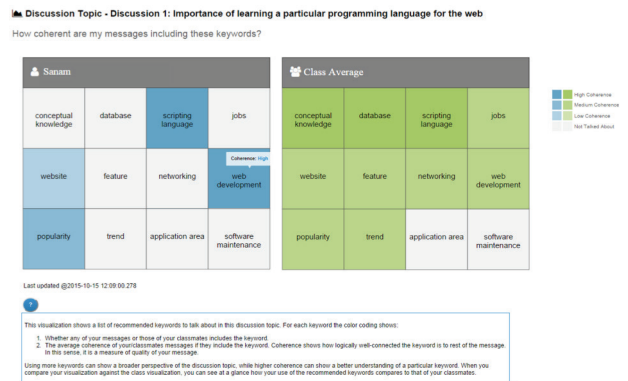 Discussion Topic - Discussion 1: Importance of learning a particular programming language for the web
How coherent are my messages including these keywords?
Sanam
conceptual
knowledge
database
scripting
language
jobs
Coherence: High
website
feature
networking
web
development
popularity
trend
application area
software
maintenance
Class Average
conceptual
knowledge
database
scripting
language
jobs
website
feature
networking
web
development
popularity
trend
application area
software
maintenance
High Coherence
Medium Coherence
Low Coherence
Not Talked About
Last updated @2015-10-15 12:09:00.278
?
This visualization shows a list of recommended keywords to talk about in this discussion topic. For each keyword the color coding shows:
1. Whether any of your messages or those of your classmates includes the keyword.
2. The average coherence of your/classmates messages if they include the keyword. Coherence shows how logically well-connected the keyword is to rest of the message.
In this sense, it is a measure of quality of your message.
Using more keywords can show a broader perspective of the discussion topic, while higher coherence can show a better understanding of a particular keyword. When you
compare your visualization against the class visualization, you can see at a glance how your use of the recommended keywords compares to that of your classmates.